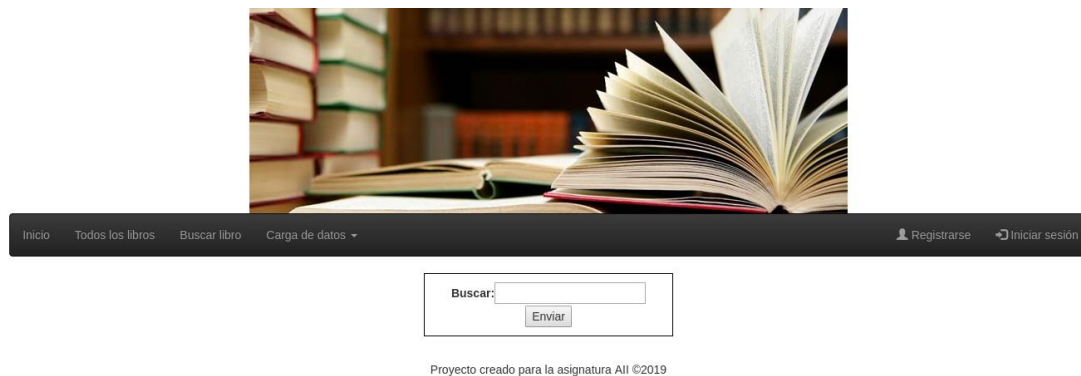 Inicio Todos los libros Buscar libro Carga de datos Registrarse Iniciar sesión
Buscar:
Enviar
Proyecto creado para la asignatura AII ©2019